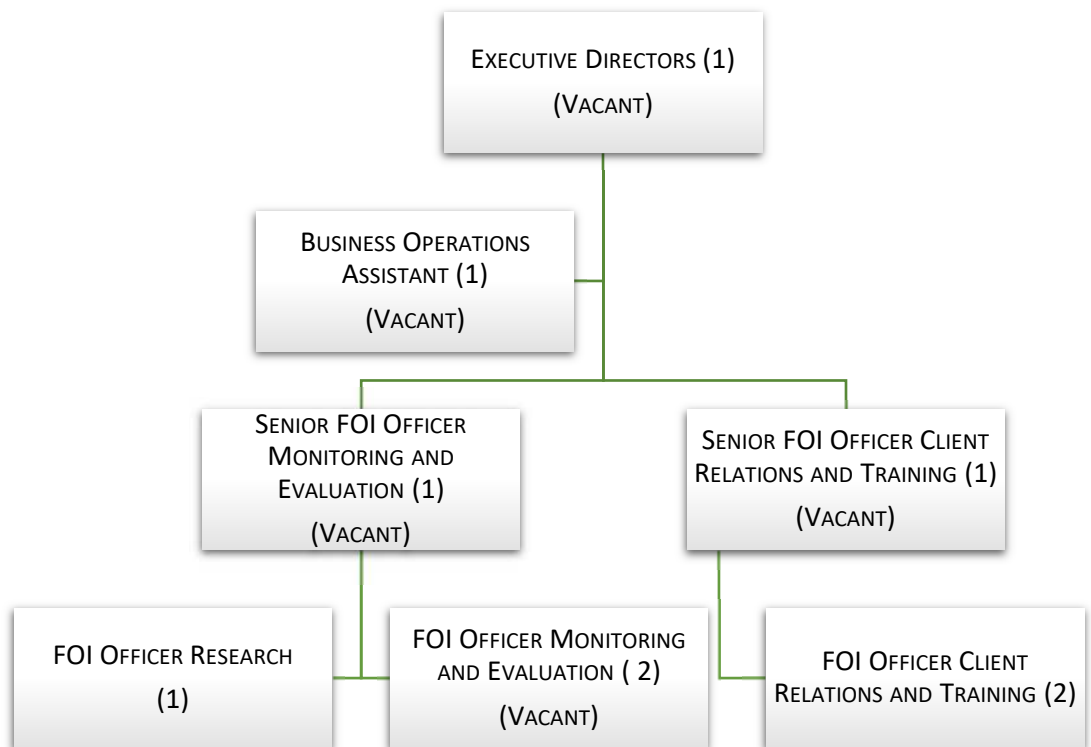 EXECUTIVE DIRECTORS (1)
(VACANT)
BUSINESS OPERATIONS
ASSISTANT (1)
(VACANT)
SENIOR FOI OFFICER
MONITORING AND
EVALUATION (1)
(VACANT)
SENIOR FOI OFFICER CLIENT
RELATIONS AND TRAINING (1)
(VACANT)
FOI OFFICER RESEARCH
(1)
FOI OFFICER MONITORING
AND EVALUATION ( 2)
(VACANT)
FOI OFFICER CLIENT
RELATIONS AND TRAINING (2)